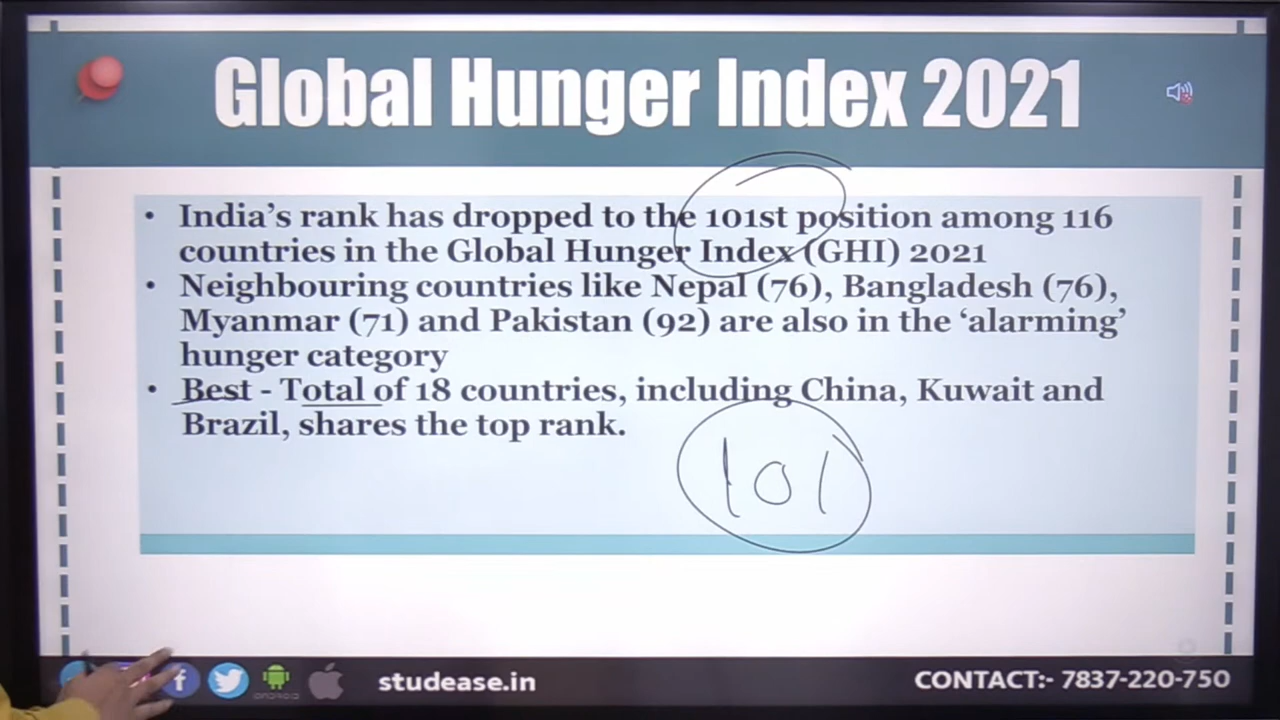 Global Hunger Index 2021
• India's rank has dropped to the 101st position among 116
countries in the Global Hunger Index (GHI) 2021
• Neighbouring countries like Nepal (76), Bangladesh (76),
Myanmar (71) and Pakistan (92) are also in the 'alarming'
hunger category
• Best - Total of 18 countries, including China, Kuwait and
Brazil, shares the top rank.
101
ANDROID
studease.in
CONTACT:- 7837-220-750